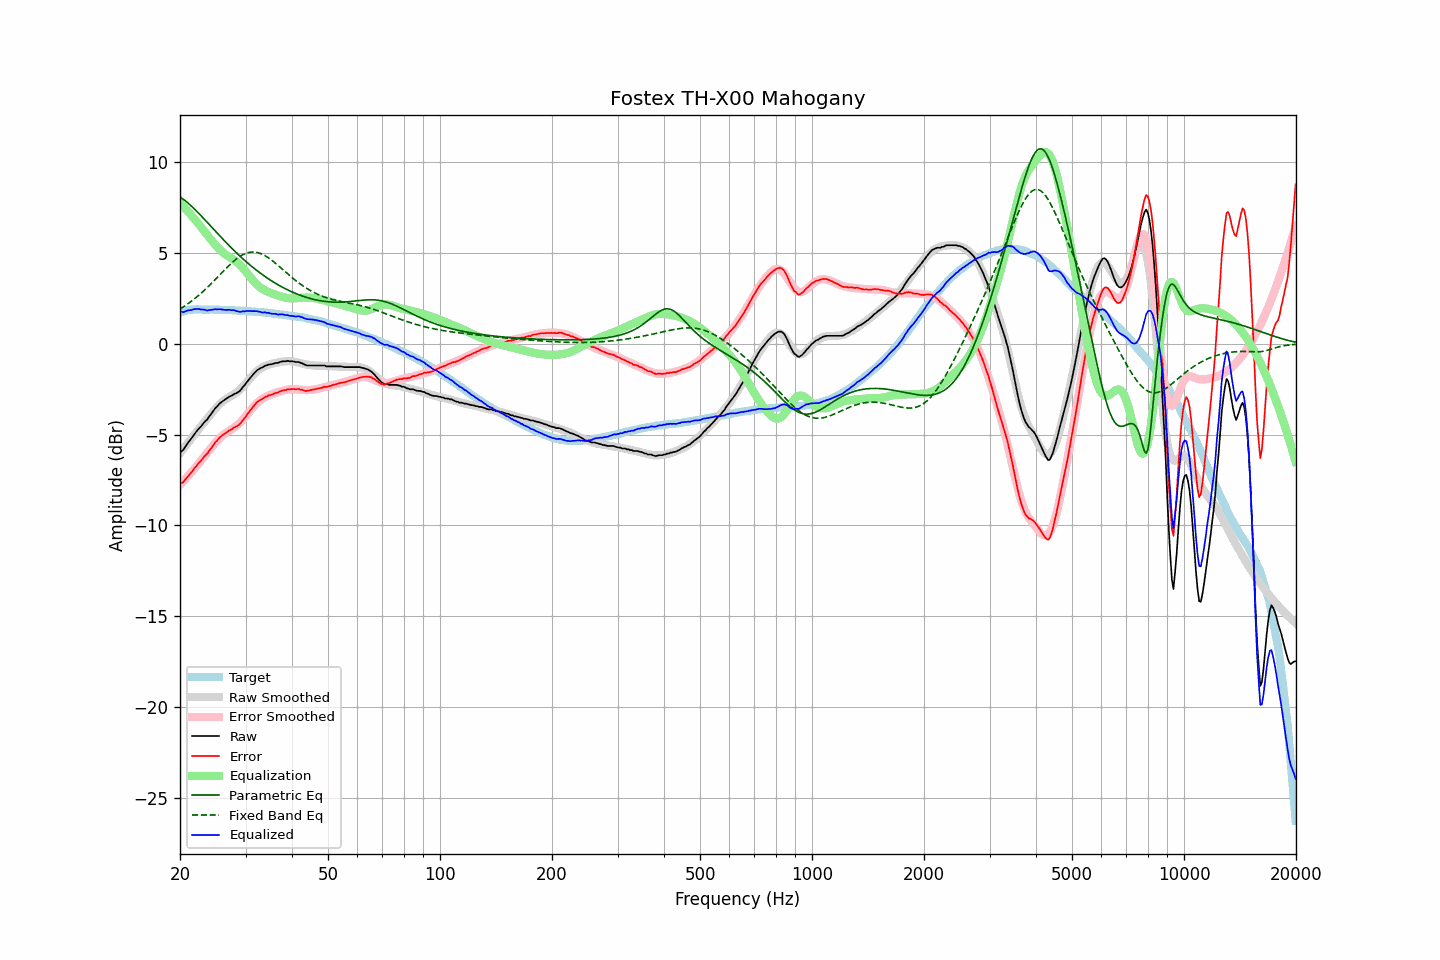 Fostex TH-X00 Mahogany
Amplitude (dBr)
10
5
0
−5
−10
−15
−20
−25
Target
Raw Smoothed
Error Smoothed
Raw
Error
Equalization
Parametric Eq
Fixed Band Eq
Equalized
20 50 100 200 500 1000 2000 5000 10000 20000
Frequency (Hz)